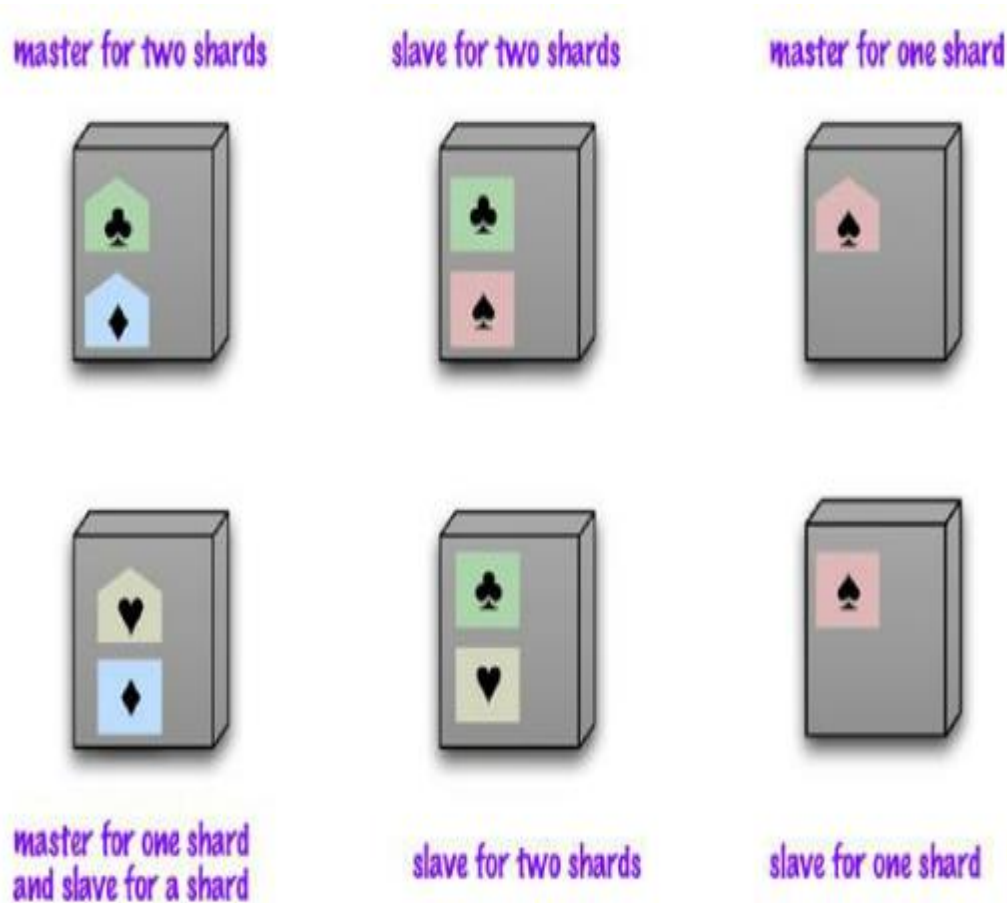 master for two shards
slave for two shards
master for one shard
master for one shard
and slave for a shard
slave for two shards
slave for one shard